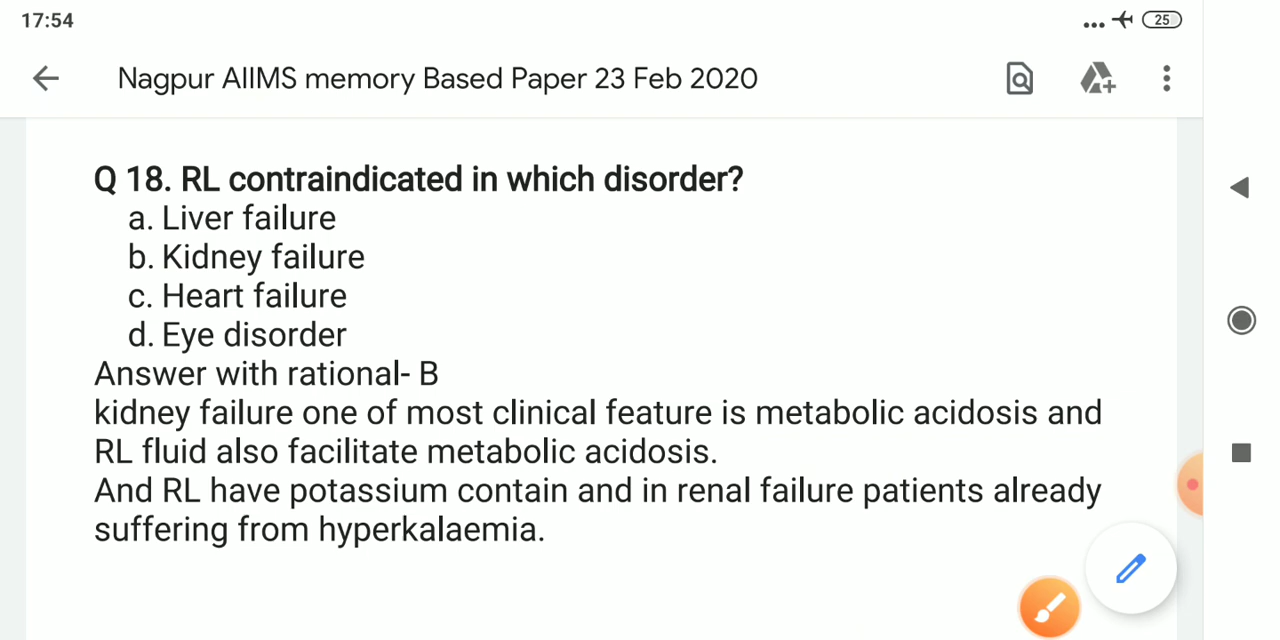 17:54
25
Nagpur AIIMS memory Based Paper 23 Feb 2020
Q 18. RL contraindicated in which disorder?
a. Liver failure
b. Kidney failure
c. Heart failure
d. Eye disorder
Answer with rational- B
kidney failure one of most clinical feature is metabolic acidosis and
RL fluid also facilitate metabolic acidosis.
And RL have potassium contain and in renal failure patients already
suffering from hyperkalaemia.